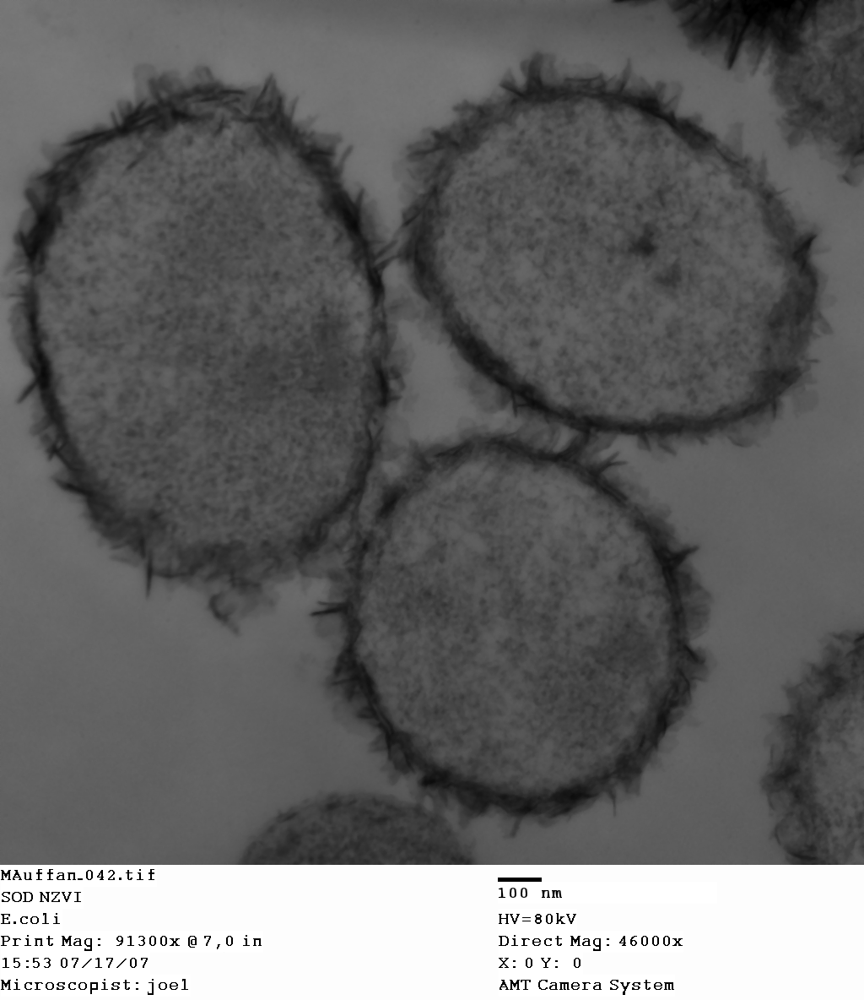 MAuffan_042.tif
SOD NZVI
E.coli
Print Mag: 91300x @ 7,0 in
15:53 07/17/07
Microscopist: joel
100 nm
HV=80kV
Direct Mag: 46000x
X: 0 Y: 0
AMT Camera System